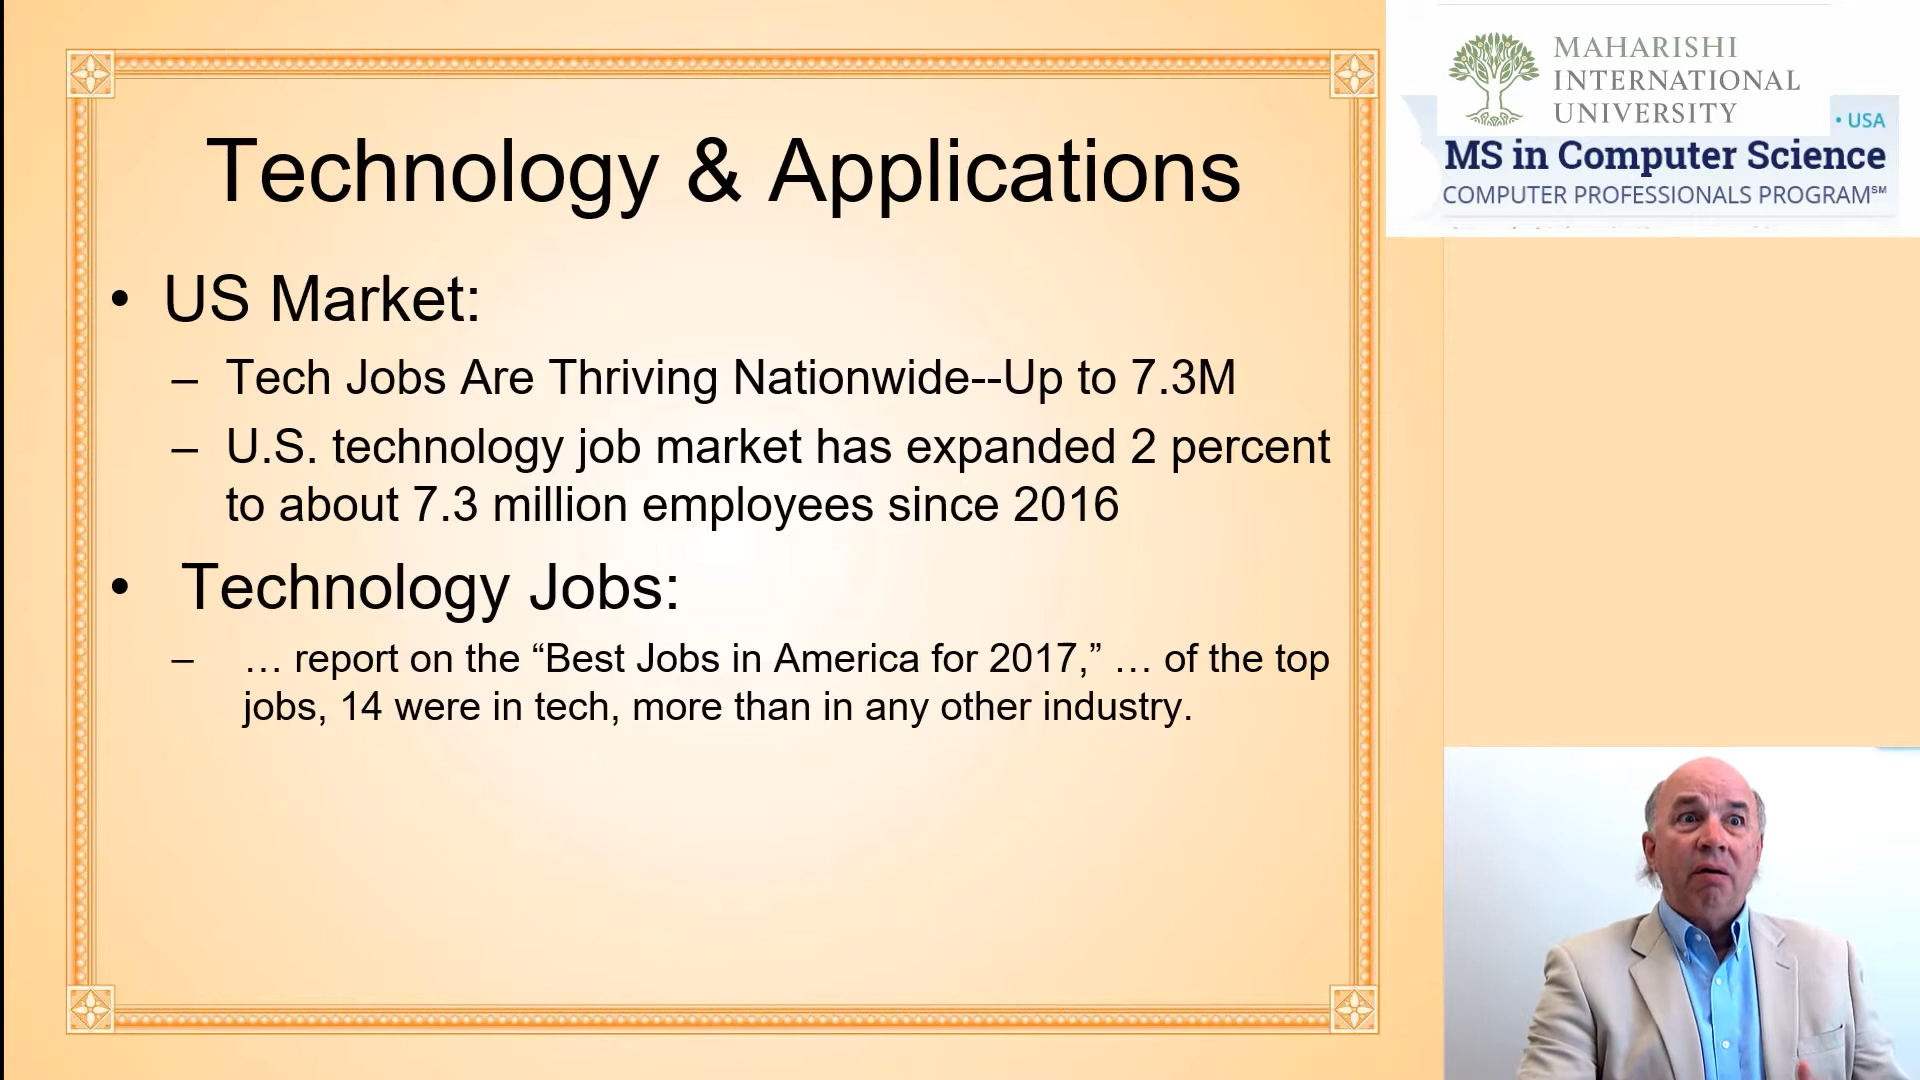 Technology & Applications
• US Market:
– Tech Jobs Are Thriving Nationwide--Up to 7.3M
– U.S. technology job market has expanded 2 percent
to about 7.3 million employees since 2016
• Technology Jobs:
– … report on the “Best Jobs in America for 2017,” … of the top
jobs, 14 were in tech, more than in any other industry.
MAHARISHI
INTERNATIONAL
UNIVERSITY
• USA
MS in Computer Science
COMPUTER PROFESSIONALS PROGRAM℠